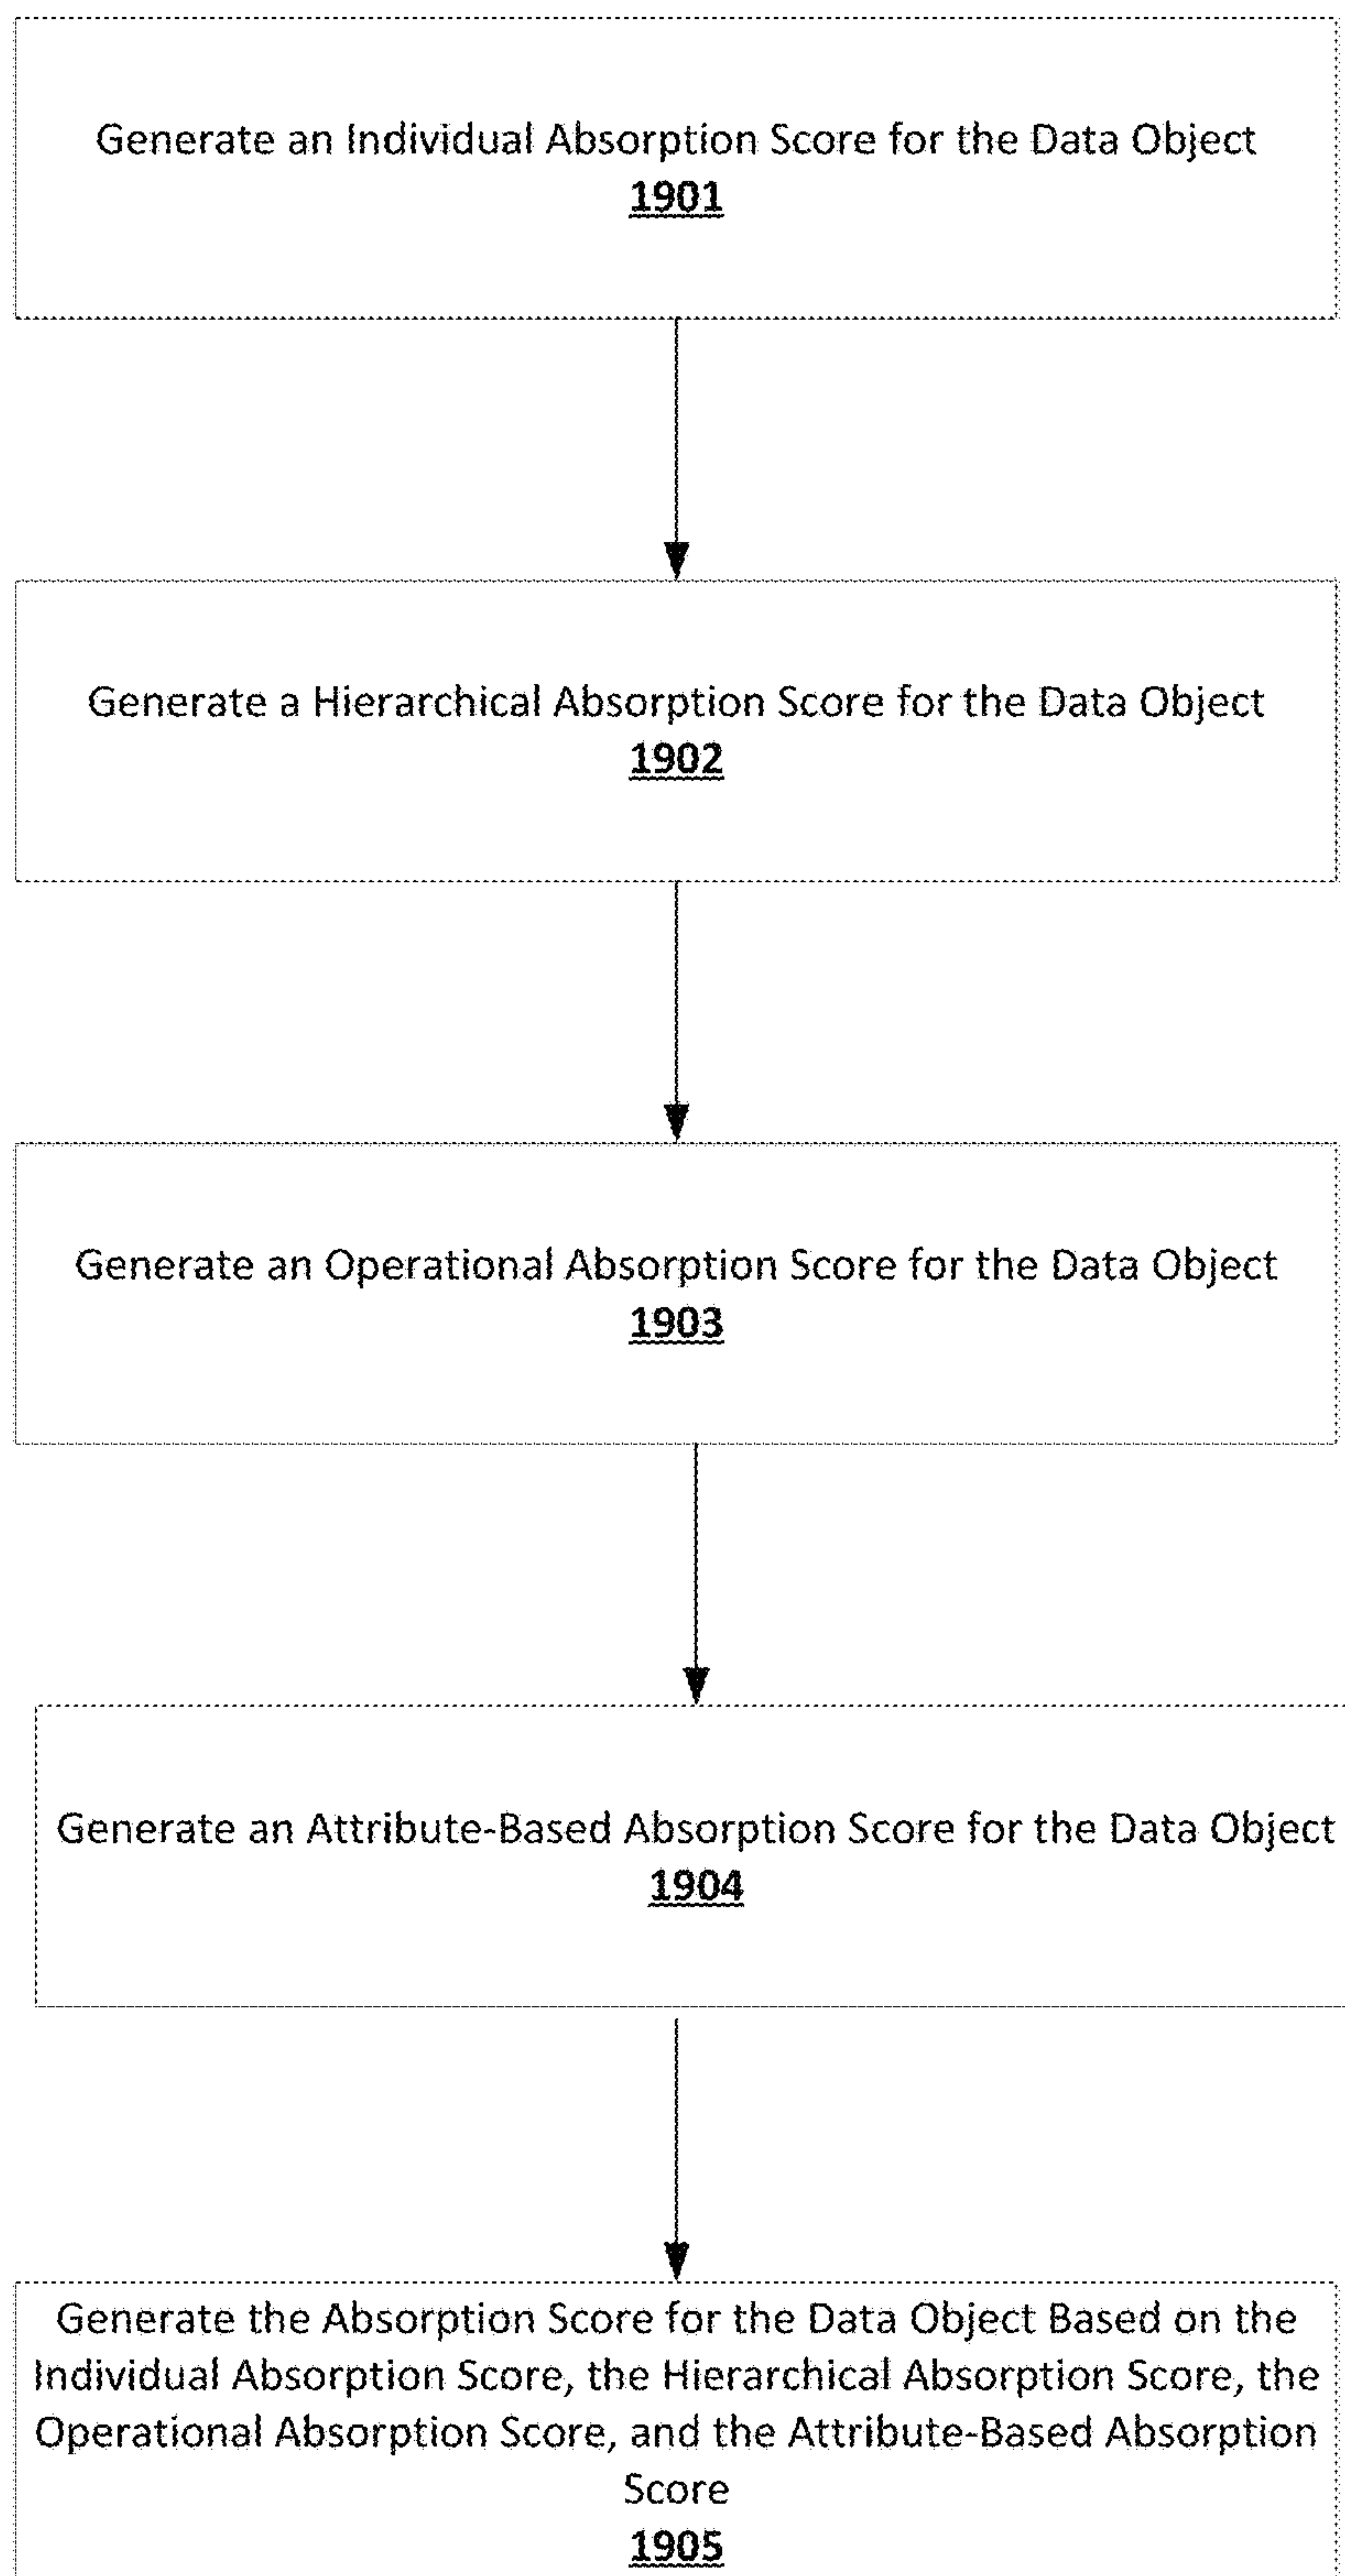 Generate an Individual Absorption Score for the Data Object
1901
Generate a Hierarchical Absorption Score for the Data Object
1902
Generate an Operational Absorption Score for the Data Object
1903
Generate an Attribute-Based Absorption Score for the Data Object
1904
Generate the Absorption Score for the Data Object Based on the
Individual Absorption Score, the Hierarchical Absorption Score, the
Operational Absorption Score, and the Attribute-Based Absorption
Score
1905